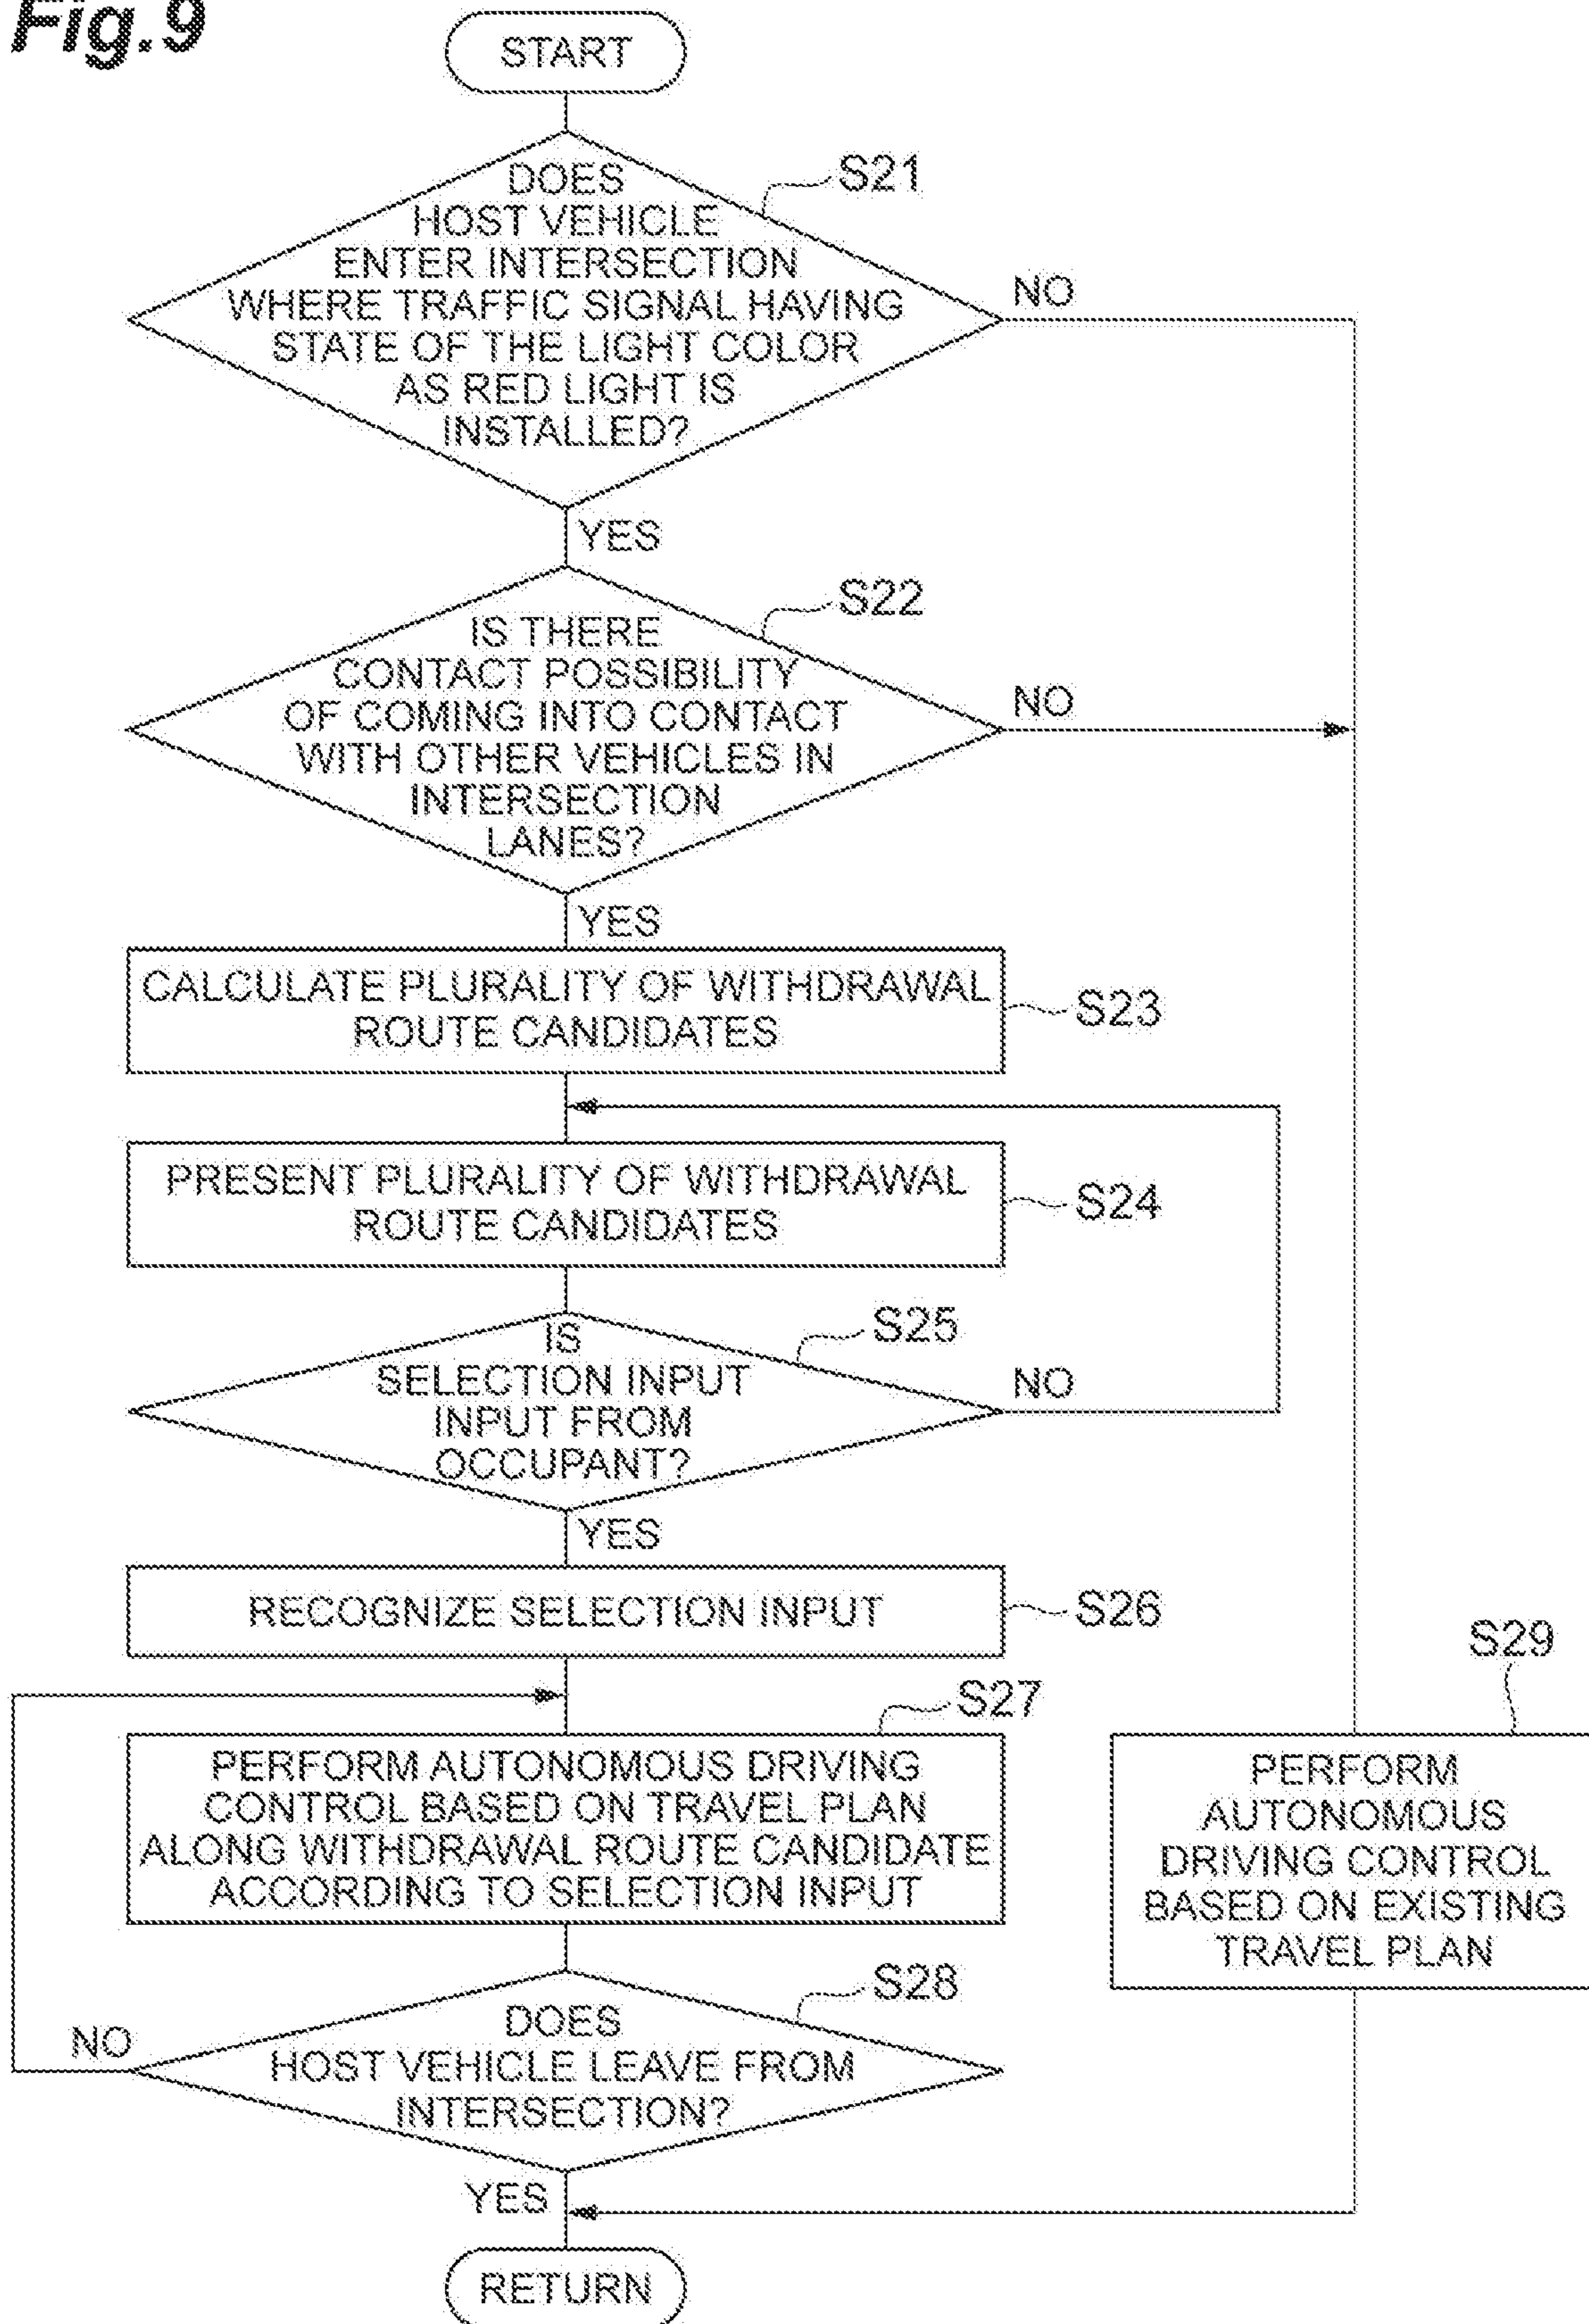 Fig.9
START
DOES
HOST VEHICLE
ENTER INTERSECTION
WHERE TRAFFIC SIGNAL HAVING
STATE OF THE LIGHT COLOR
AS RED LIGHT IS
INSTALLED?
S21
NO
YES
IS THERE
CONTACT POSSIBILITY
OF COMING INTO CONTACT
WITH OTHER VEHICLES IN
INTERSECTION
LANES?
S22
NO
YES
CALCULATE PLURALITY OF WITHDRAWAL
ROUTE CANDIDATES
S23
PRESENT PLURALITY OF WITHDRAWAL
ROUTE CANDIDATES
S24
IS
SELECTION INPUT
INPUT FROM
OCCUPANT?
S25
NO
YES
RECOGNIZE SELECTION INPUT
S26
PERFORM AUTONOMOUS DRIVING
CONTROL BASED ON TRAVEL PLAN
ALONG WITHDRAWAL ROUTE CANDIDATE
ACCORDING TO SELECTION INPUT
S27
S29
PERFORM
AUTONOMOUS
DRIVING CONTROL
BASED ON EXISTING
TRAVEL PLAN
DOES
HOST VEHICLE LEAVE FROM
INTERSECTION?
S28
NO
YES
RETURN